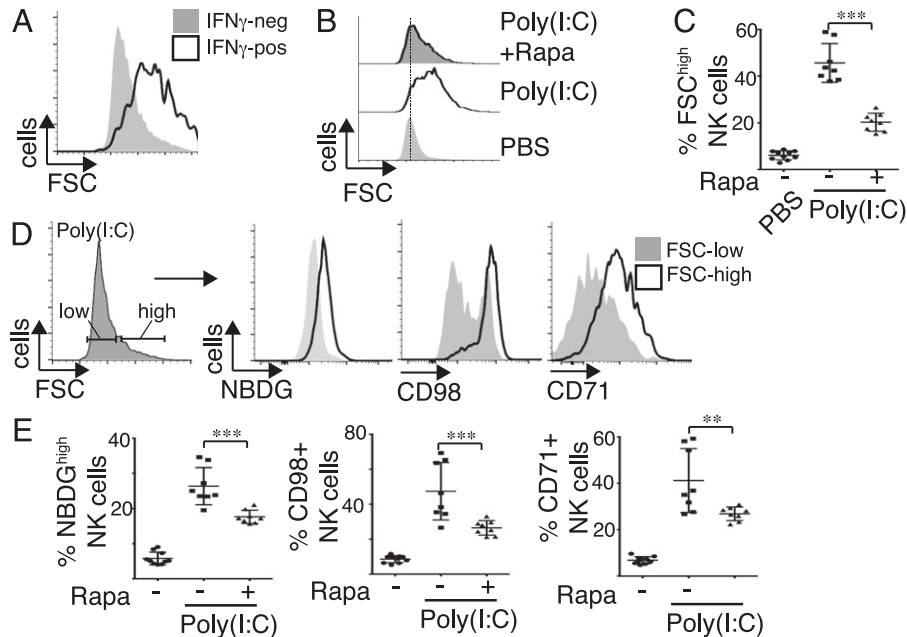 A
IFNγ-neg
IFNγ-pos
cells
FSC
B
Poly(I:C)
+Rapa
Poly(I:C)
PBS
cells
FSC
C
% FSChigh
NK cells
60
40
20
***
Rapa - - +
PBS
Poly(I:C)
D
Poly(I:C)
low
high
cells
FSC
cells
NBDG
CD98
CD71
FSC-low
FSC-high
E
% NBDGhigh
NK cells
40
20
***
Rapa - - +
Poly(I:C)
% CD98+
NK cells
80
40
***
Rapa - - +
Poly(I:C)
% CD71+
NK cells
60
40
20
**
Rapa - -
Poly(I:C)